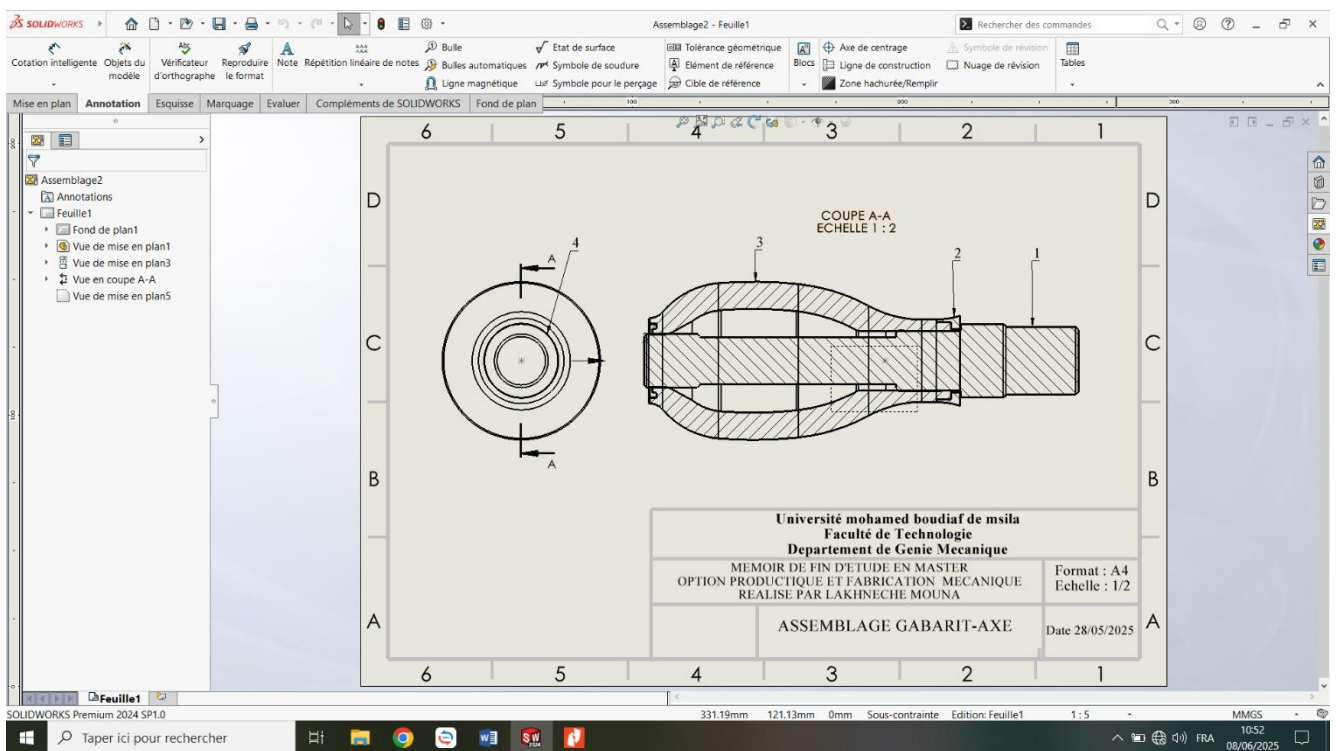 SOLIDWORKS
Assemblage2 - Feuille1
Rechercher des commandes
Cotation intelligente
Objets du modèle
Vérificateur d'orthographe
Reproduire le format
Note
Répétition linéaire de notes
Bulle
Bulles automatiques
Ligne magnétique
Etat de surface
Symbole de soudure
Symbole pour le perçage
Tolérance géométrique
Elément de référence
Cible de référence
Blocs
Axe de centrage
Ligne de construction
Zone hachurée/Remplir
Symbole de révision
Nuage de révision
Tables
Mise en plan
Annotation
Esquisse
Marquage
Evaluer
Compléments de SOLIDWORKS
Fond de plan
100
200
300
Assemblage2
Annotations
Feuille1
Fond de plan1
Vue de mise en plan1
Vue de mise en plan3
Vue en coupe A-A
Vue de mise en plan5
6 5 4 3 2 1
D D
COUPE A-A
ECHELLE 1 : 2
4 3 2 1
A
C C
A
B B
Université mohamed boudiaf de msila
Faculté de Technologie
Departement de Genie Mecanique
MEMOIR DE FIN D'ETUDE EN MASTER
OPTION PRODUCTIQUE ET FABRICATION MECANIQUE
REALISE PAR LAKHNECHE MOUNA
Format : A4
Echelle : 1/2
A A
ASSEMBLAGE GABARIT-AXE
Date 28/05/2025
6 5 4 3 2 1
Feuille1
SOLIDWORKS Premium 2024 SP1.0
331.19mm 121.13mm 0mm Sous-contrainte Edition: Feuille1 1 : 5 MMGS
Taper ici pour rechercher
FRA
10:52
08/06/2025